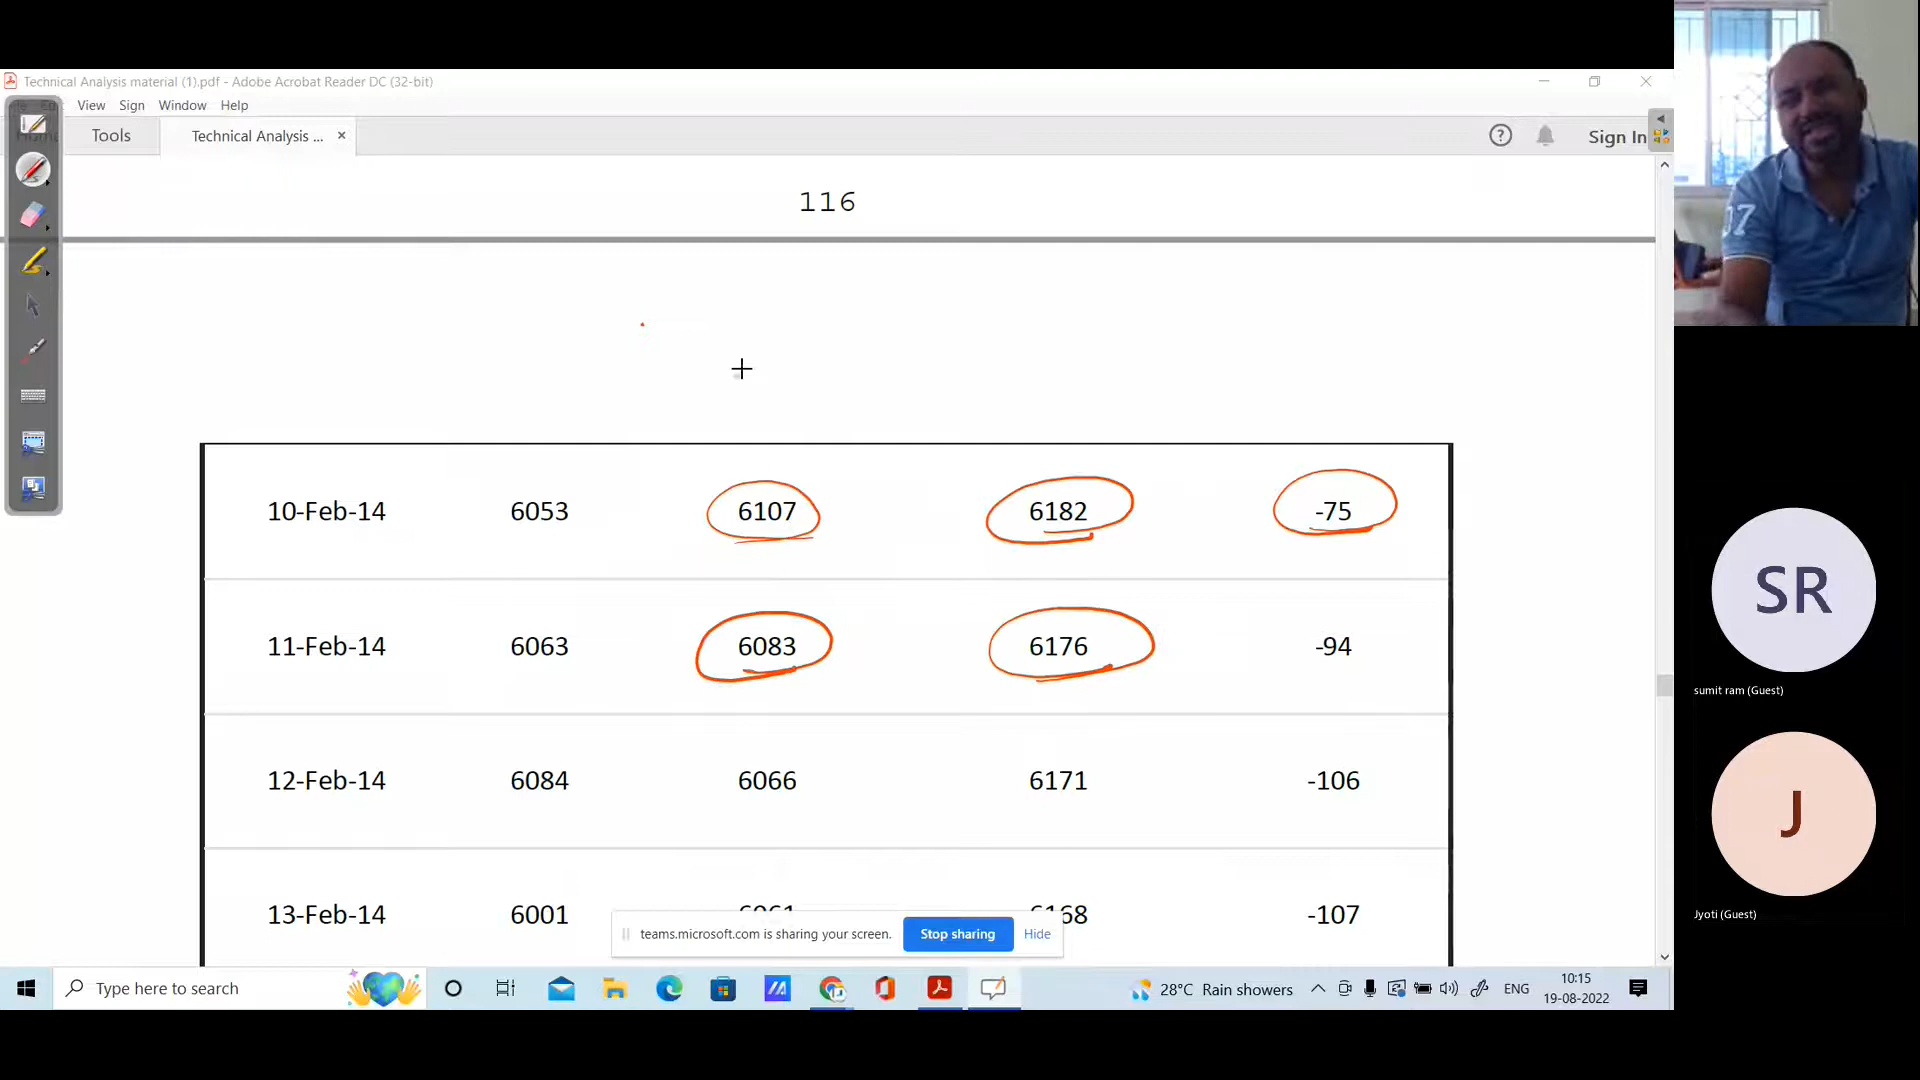 Technical Analysis material (1).pdf - Adobe Acrobat Reader DC (32-bit)
View Sign Window Help
Tools Technical Analysis ... × Sign In
116
10-Feb-14 6053 6107 6182 -75
11-Feb-14 6063 6083 6176 -94
12-Feb-14 6084 6066 6171 -106
13-Feb-14 6001 6168 -107
teams.microsoft.com is sharing your screen. Stop sharing Hide
Type here to search
28°C Rain showers
ENG
10:15
19-08-2022
07
SR
sumit ram (Guest)
J
Jyoti (Guest)